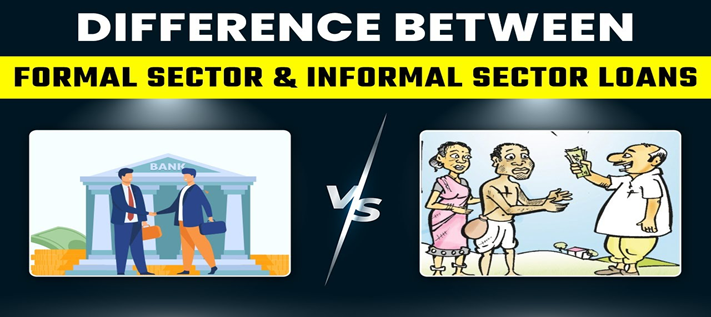 DIFFERENCE BETWEEN
FORMAL SECTOR & INFORMAL SECTOR LOANS
BANK
VS